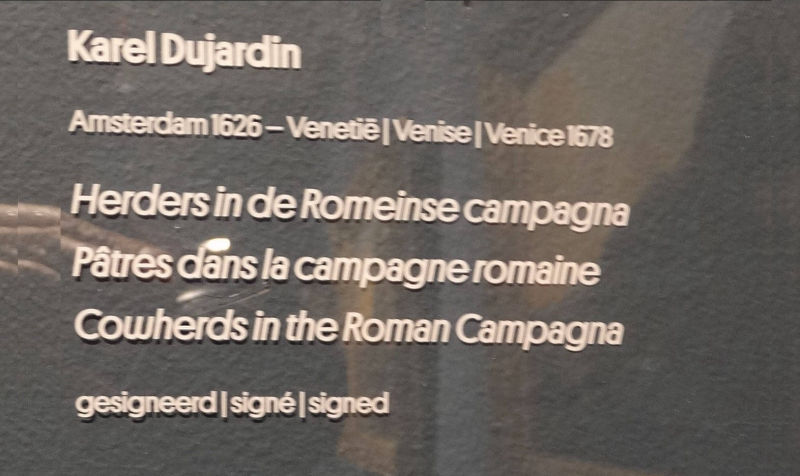 Karel Dujardin
Amsterdam 1626 – Venetië | Venise | Venice 1678
Herders in de Romeinse campagna
Pâtres dans la campagne romaine
Cowherds in the Roman Campagna
gesigneerd | signé | signed